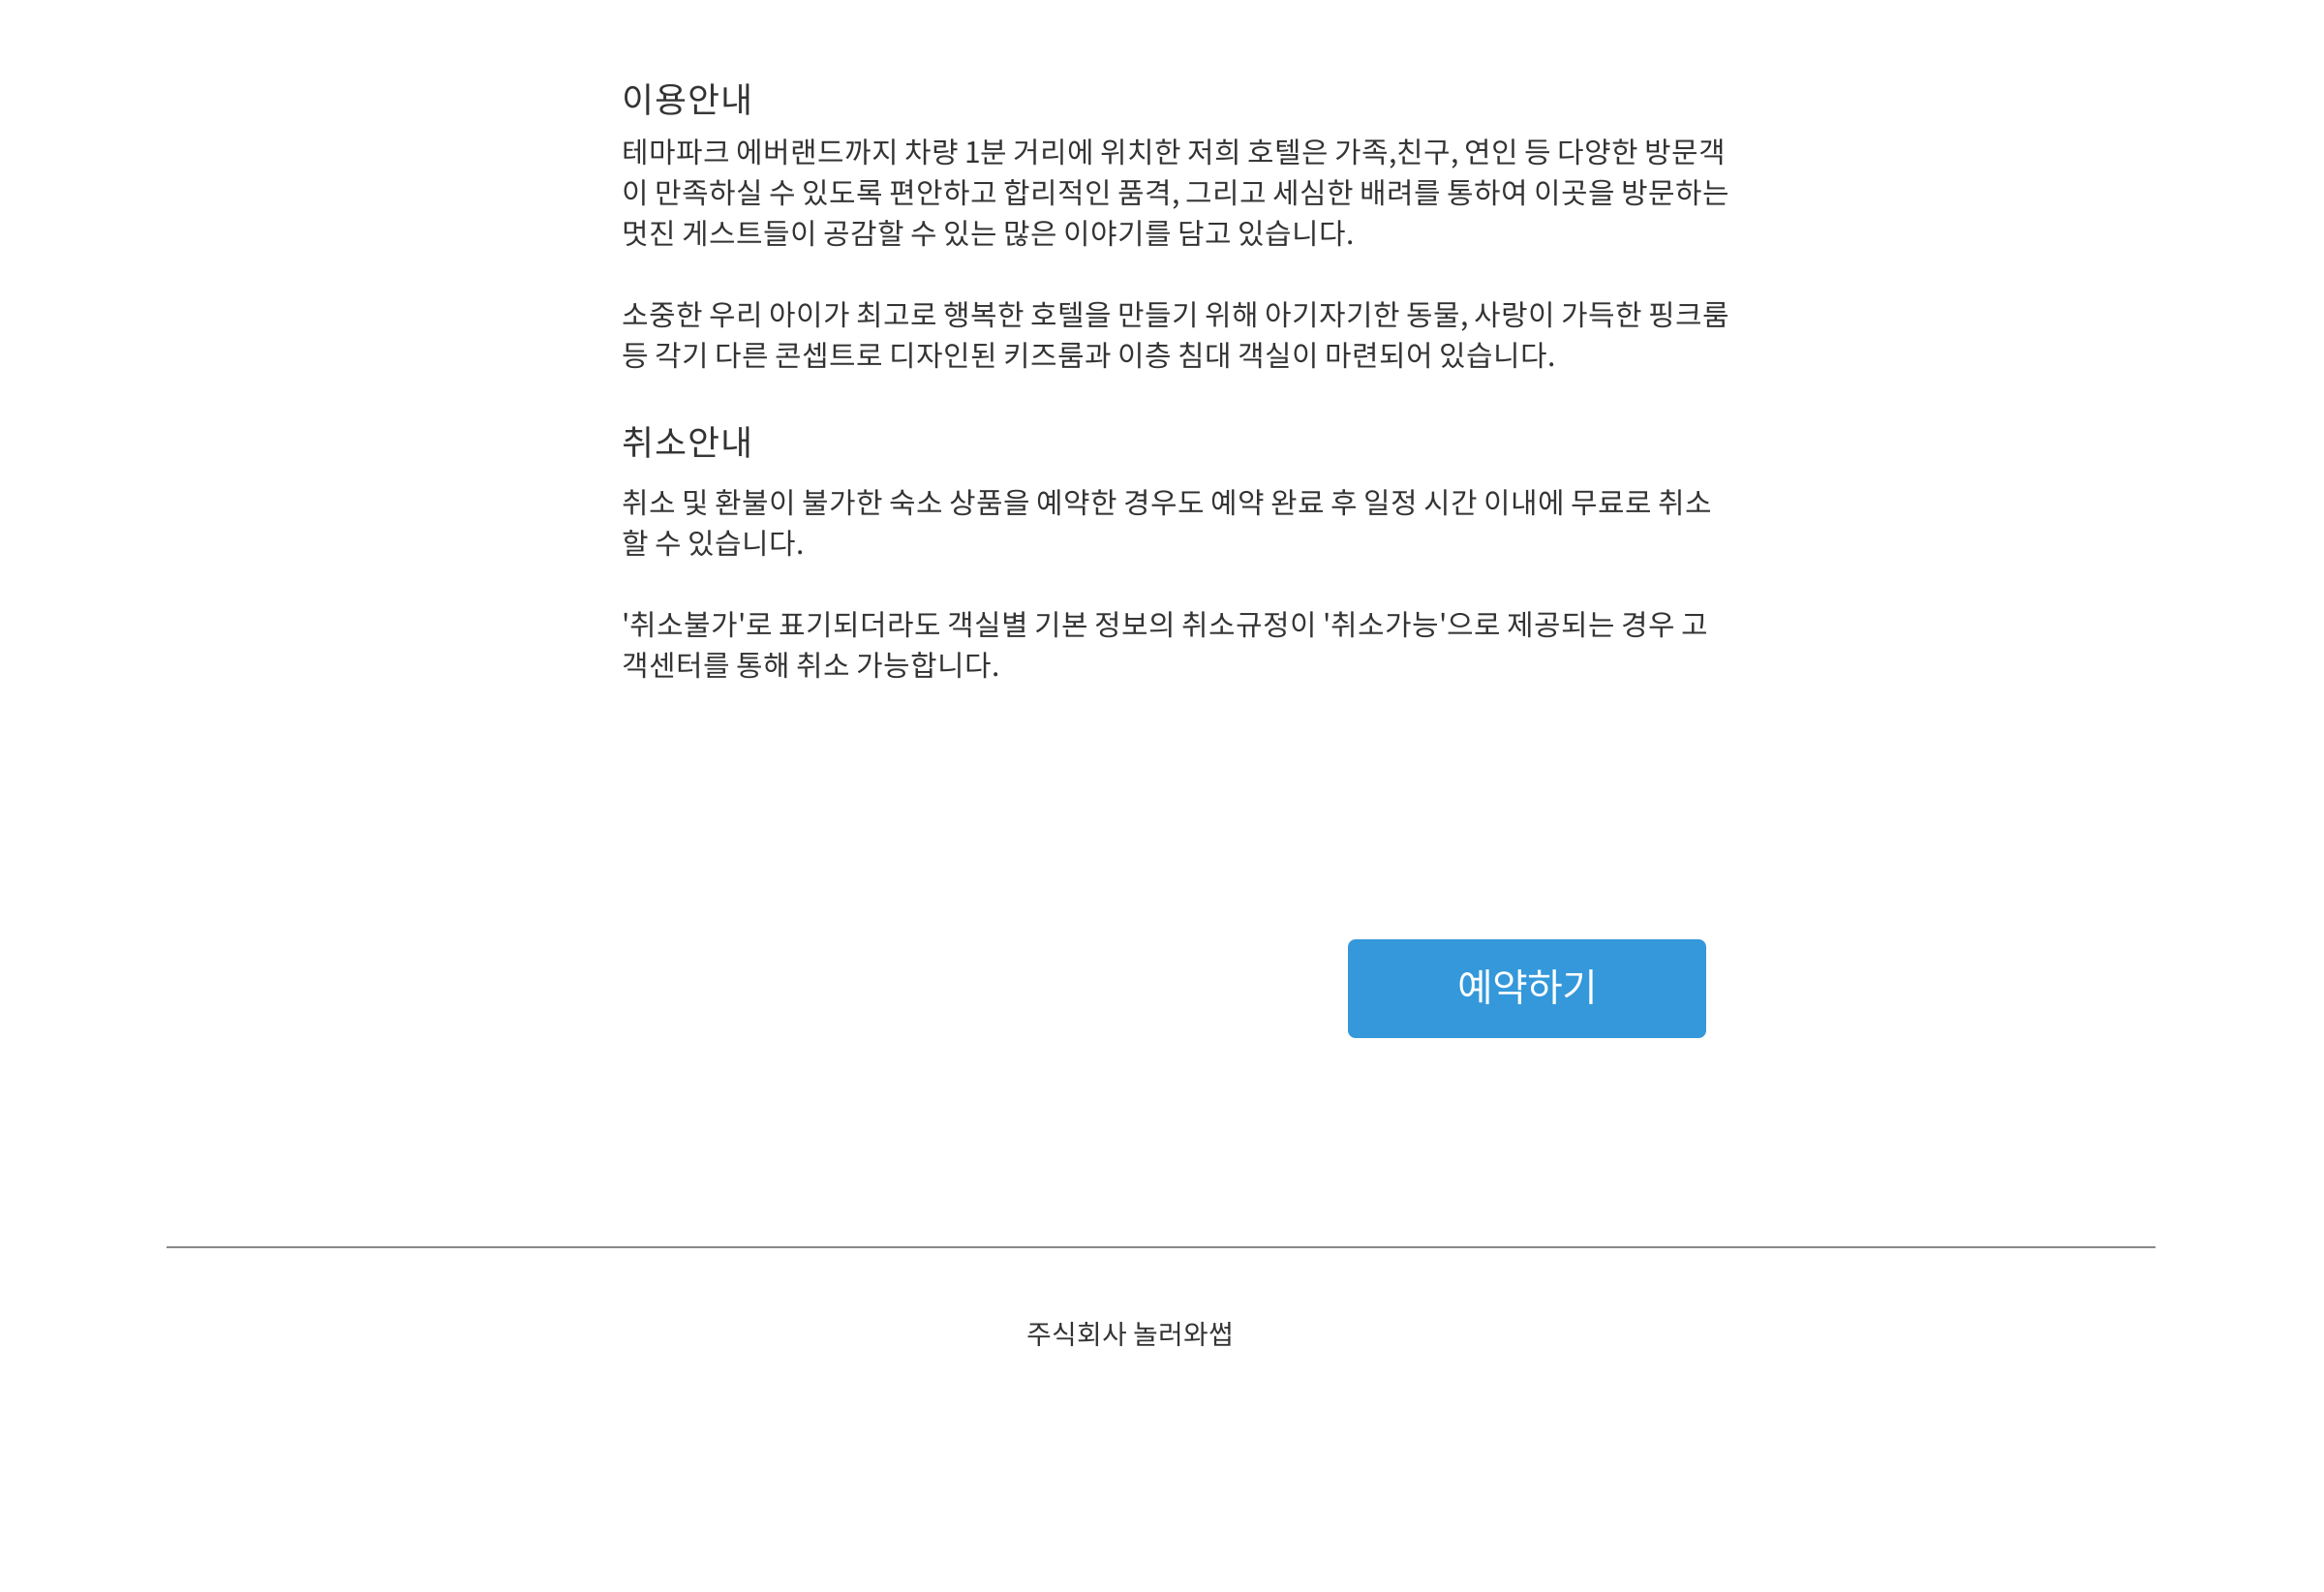 이용안내
테마파크 에버랜드까지 차량 1분 거리에 위치한 저희 호텔은 가족,친구, 연인 등 다양한 방문객
이 만족하실 수 있도록 편안하고 합리적인 품격, 그리고 세심한 배려를 통하여 이곳을 방문하는
멋진 게스트들이 공감할 수 있는 많은 이야기를 담고 있습니다.
소중한 우리 아이가 최고로 행복한 호텔을 만들기 위해 아기자기한 동물, 사랑이 가득한 핑크룸
등 각기 다른 콘셉트로 디자인된 키즈룸과 이층 침대 객실이 마련되어 있습니다.
취소안내
취소 및 환불이 불가한 숙소 상품을 예약한 경우도 예약 완료 후 일정 시간 이내에 무료로 취소
할 수 있습니다.
'취소불가'로 표기되더라도 객실별 기본 정보의 취소규정이 '취소가능'으로 제공되는 경우 고
객센터를 통해 취소 가능합니다.
예약하기
주식회사 놀러와썹